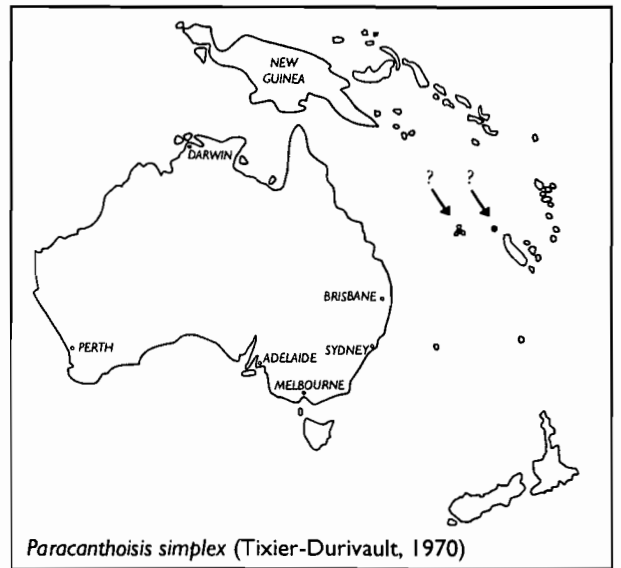 NEW
GUINEA
DARWIN
? ?
BRISBANE
PERTH
ADELAIDE
SYDNEY
MELBOURNE
Paracanthoisis simplex (Tixier-Durivault, 1970)